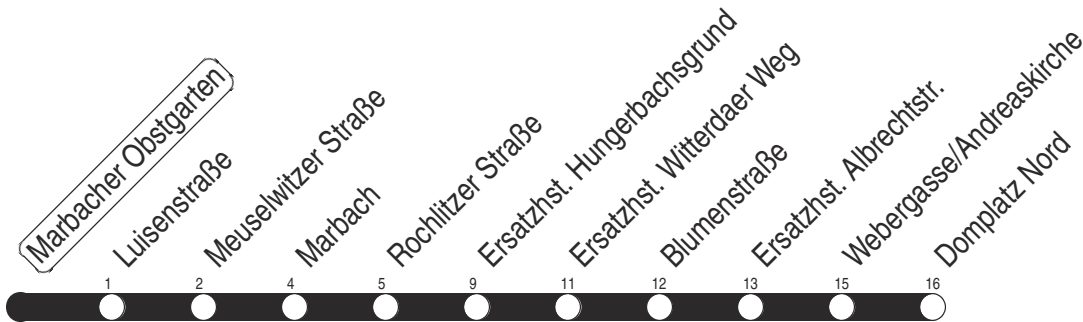 Marbacher Obstgarten
Luisenstraße
Meuselwitzer Straße
Marbach
Rochlitzer Straße
Ersatzhst. Hungerbachsgrund
Ersatzhst. Witterdaer Weg
Blumenstraße
Ersatzhst. Albrechtstr.
Webergasse/Andreaskirche
Domplatz Nord
1 2 4 5 9 11 12 13 15 16